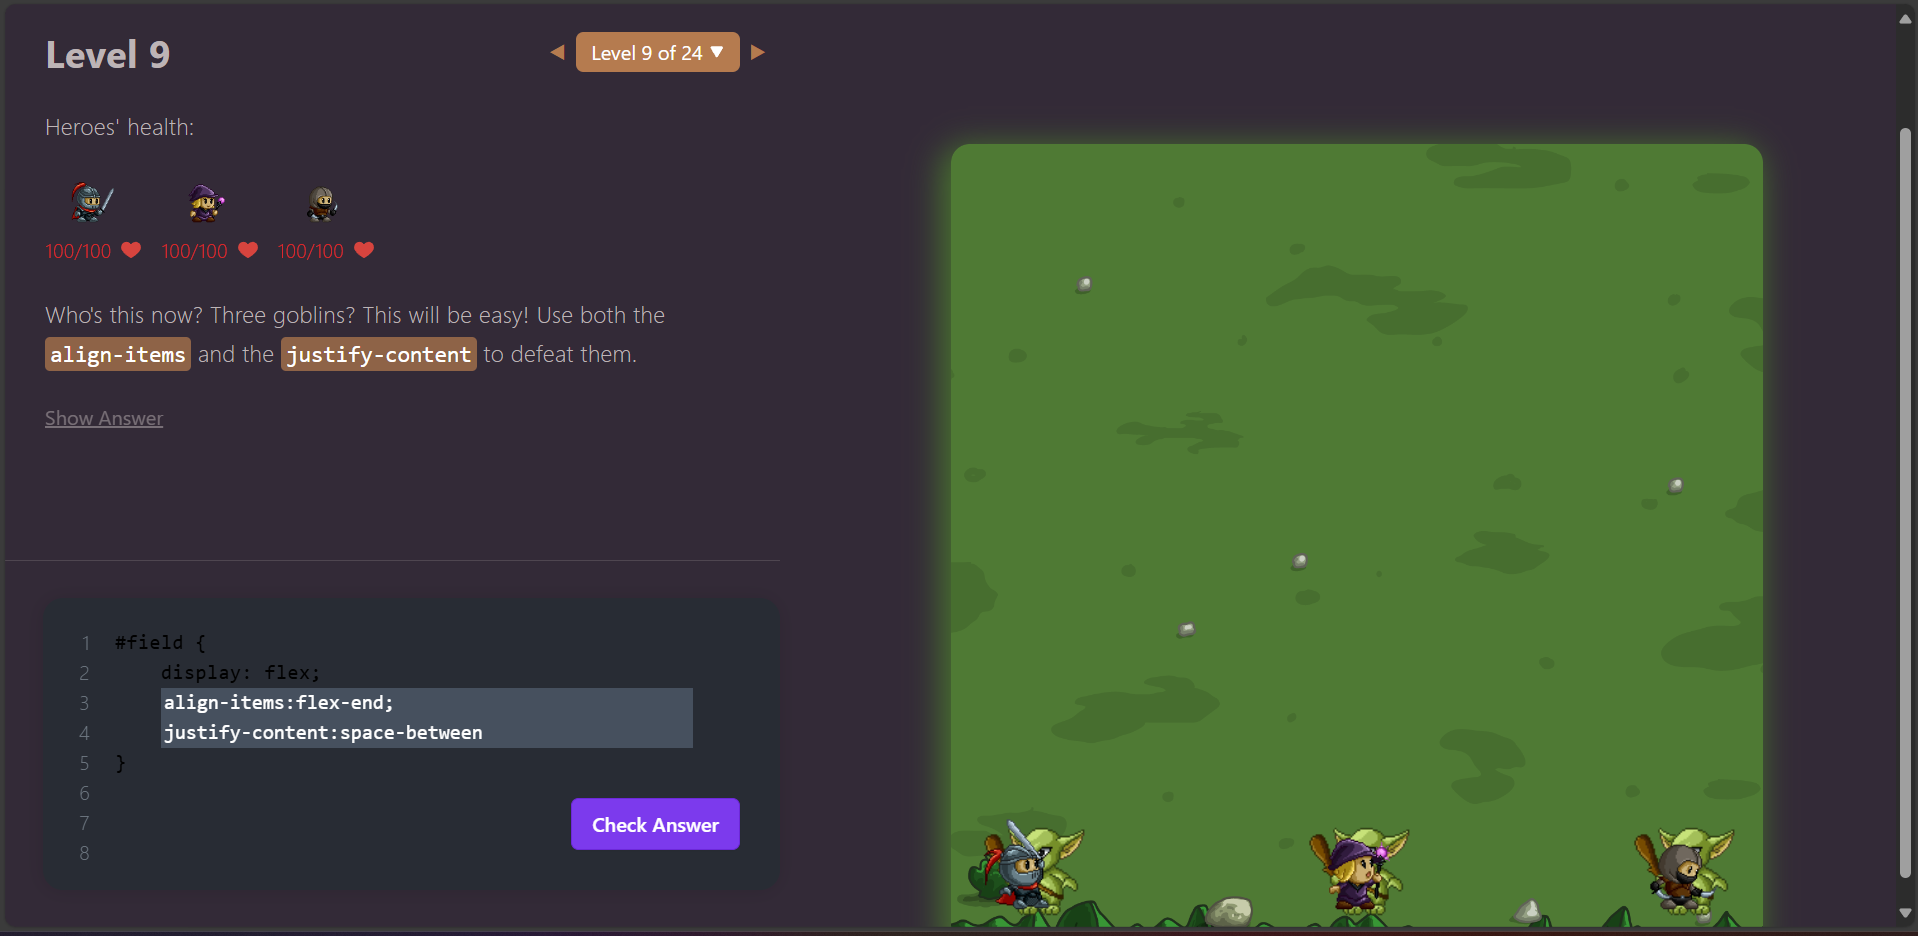 Level 9
Level 9 of 24 ▼
Heroes' health:
100/100 100/100 100/100
Who's this now? Three goblins? This will be easy! Use both the
align-items and the justify-content to defeat them.
Show Answer
1 #field {
2 display: flex;
3 align-items:flex-end;
4 justify-content:space-between
5 }
6
7
8
Check Answer